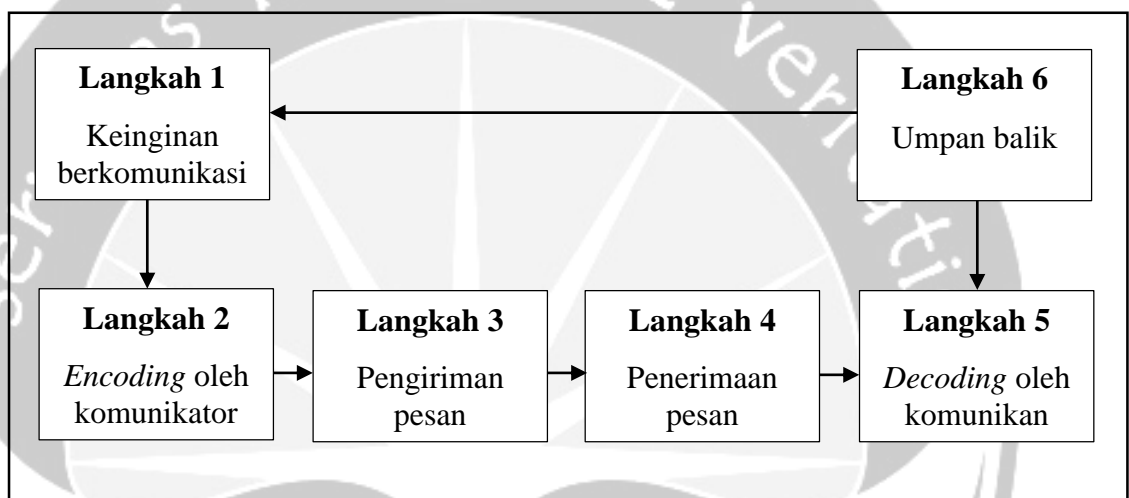 Langkah 1
Keinginan
berkomunikasi
Langkah 6
Umpan balik
Langkah 2
Encoding oleh
komunikator
Langkah 3
Pengiriman
pesan
Langkah 4
Penerimaan
pesan
Langkah 5
Decoding oleh
komunikan